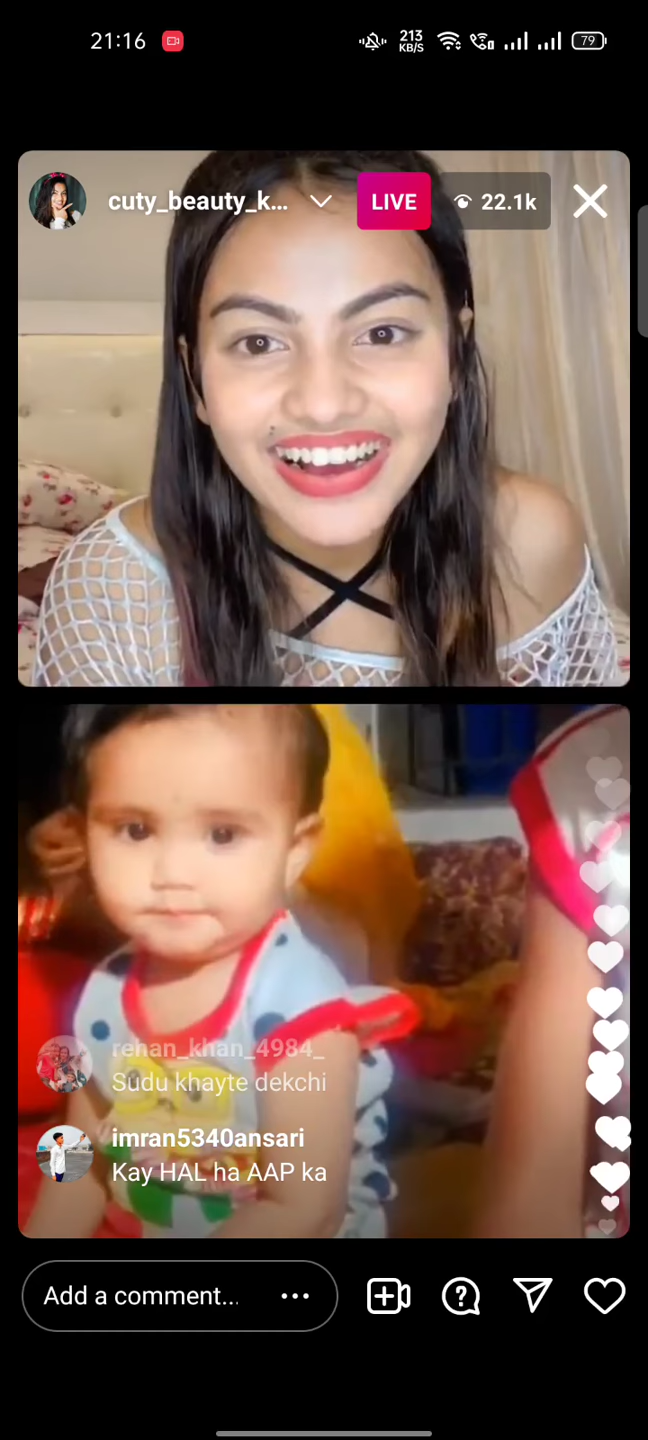 21:16
213
KB/S
79
cuty_beauty_k...
LIVE
22.1k
rehan_khan_4984_
Sudu khayte dekchi
imran5340ansari
Kay HAL ha AAP ka
Add a comment...